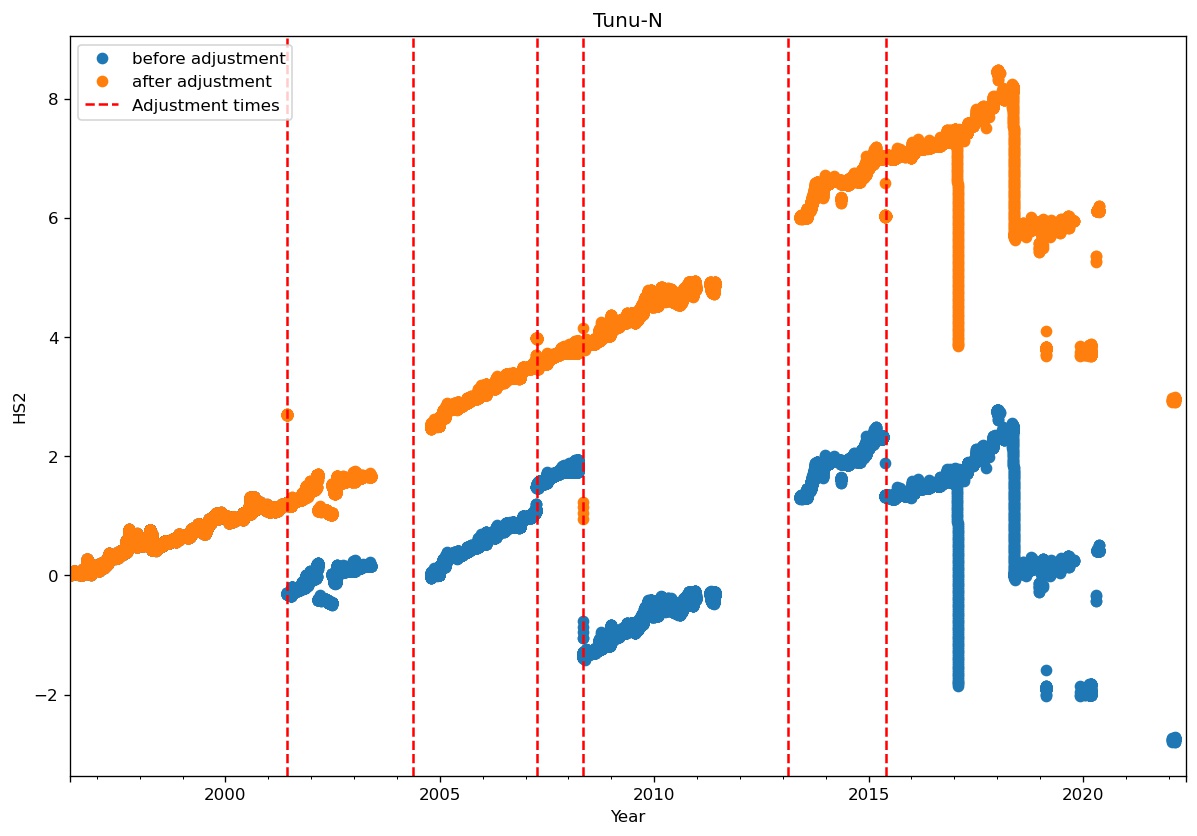 Tunu-N
before adjustment
after adjustment
Adjustment times
HS2
8
6
4
2
0
−2
2000 2005 2010 2015 2020
Year